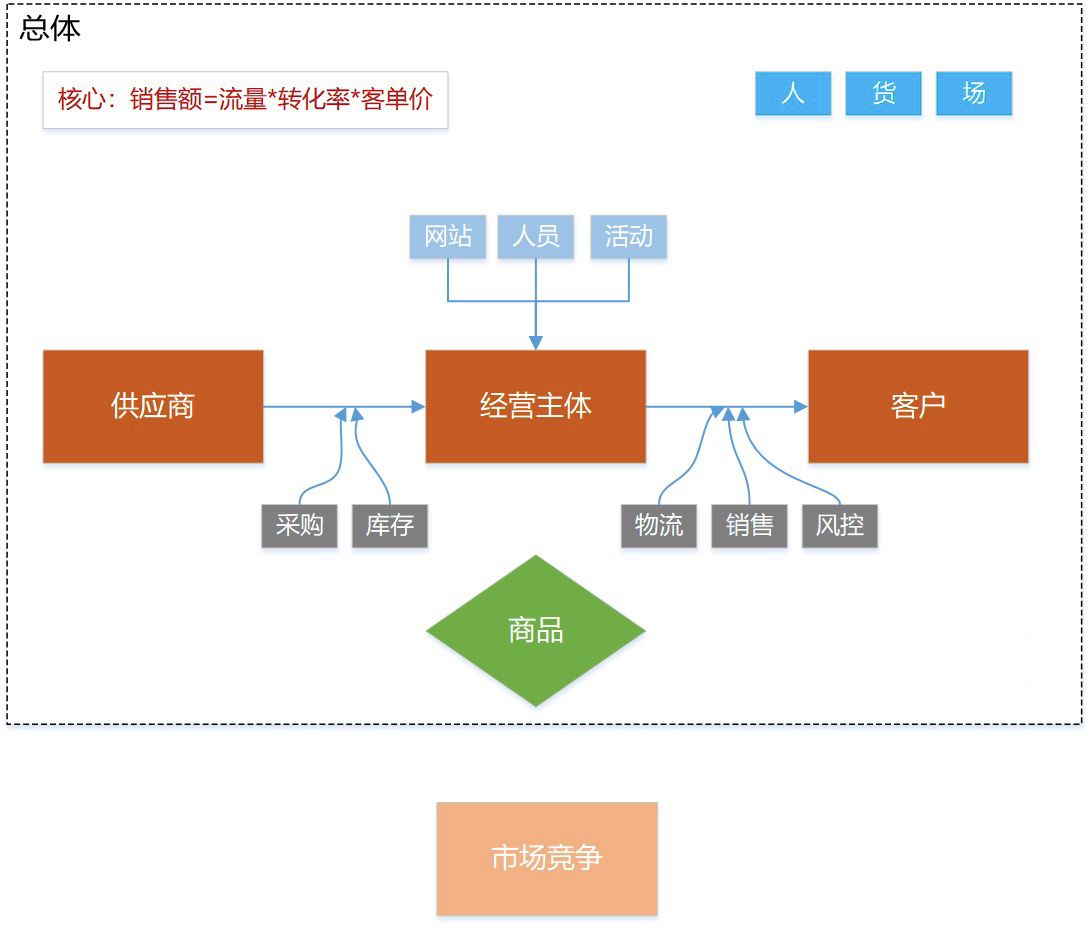 总体
核心：销售额=流量*转化率*客单价
人
货
场
网站
人员
活动
供应商
经营主体
客户
采购
库存
物流
销售
风控
商品
市场竞争